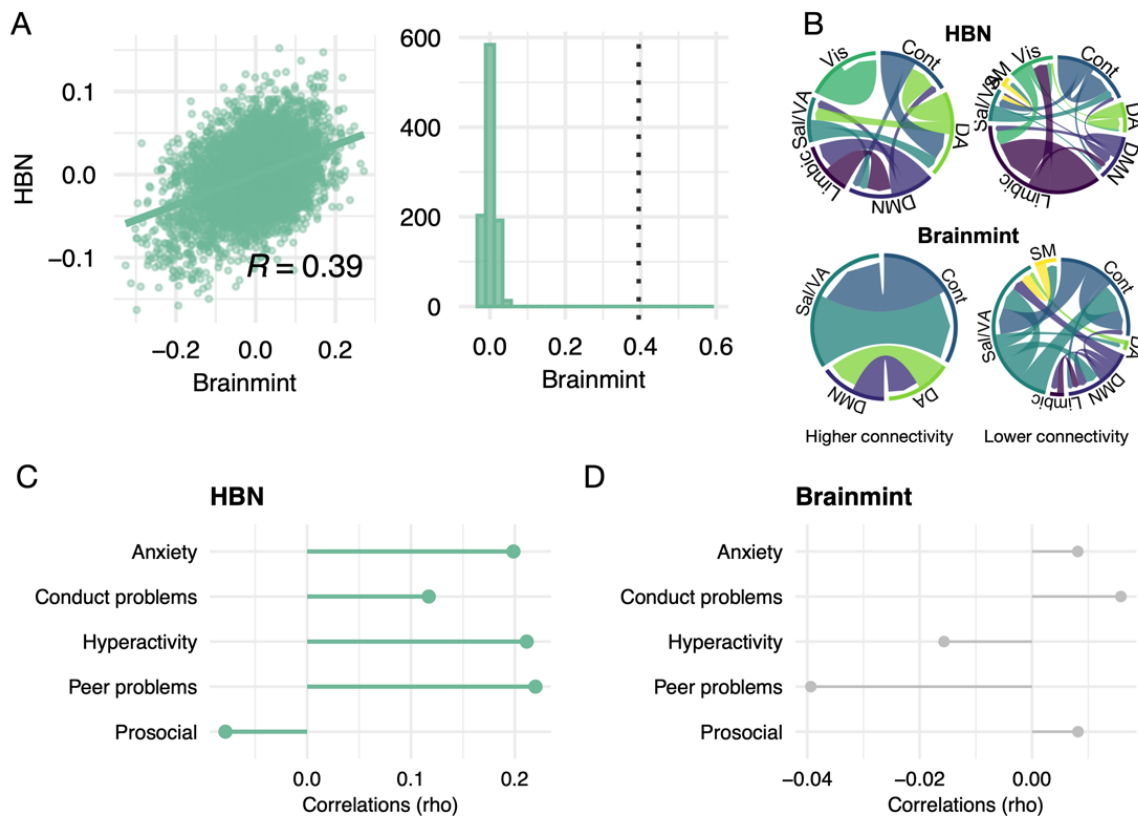 A
HBN
0.1
0.0
−0.1
R = 0.39
−0.2
0.0
0.2
Brainmint
600
400
200
0
0.0
0.2
0.4
0.6
Brainmint
B
HBN
Vis
Cont
DA
DMN
Limbic
Sal/VA
SM
Vis
Cont
DA
DMN
Limbic
Sal/VA
Brainmint
Sal/VA
Cont
DA
DMN
SM
Cont
DA
DMN
Limbic
Sal/VA
Higher connectivity
Lower connectivity
C
HBN
Anxiety
Conduct problems
Hyperactivity
Peer problems
Prosocial
0.0
0.1
0.2
Correlations (rho)
D
Brainmint
Anxiety
Conduct problems
Hyperactivity
Peer problems
Prosocial
−0.04
−0.02
0.00
Correlations (rho)